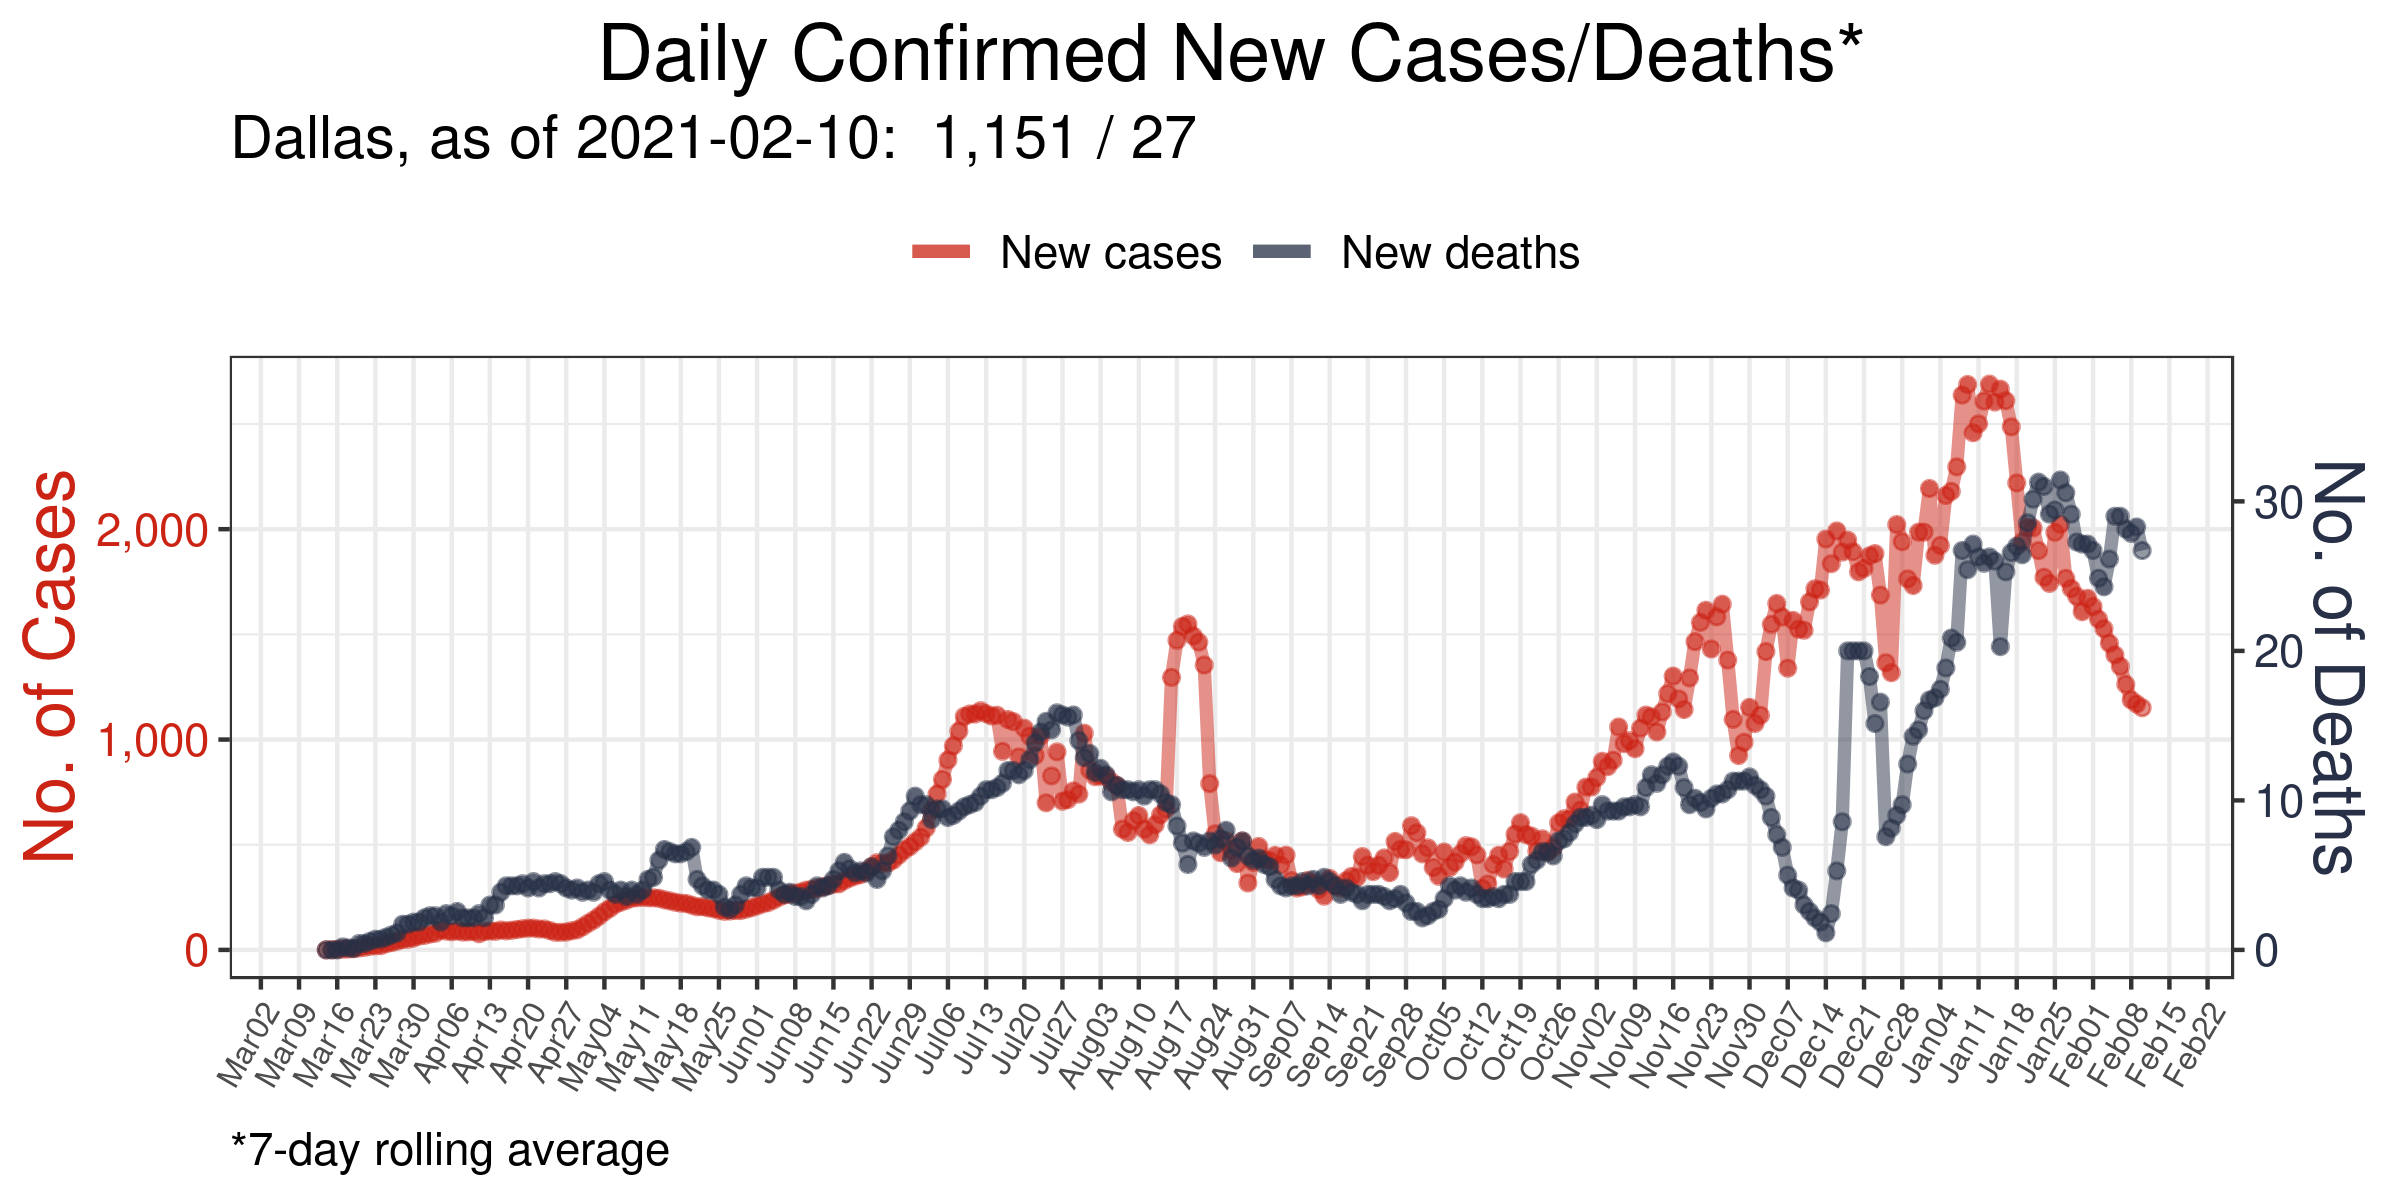 Daily Confirmed New Cases/Deaths*
Dallas, as of 2021-02-10:  1,151 / 27
New cases New deaths
No. of Cases
2,000
1,000
0
30
20
10
0
No. of Deaths
Mar02 Mar09 Mar16 Mar23 Mar30 Apr06 Apr13 Apr20 Apr27 May04 May11 May18 May25 Jun01 Jun08 Jun15 Jun22 Jun29 Jul06 Jul13 Jul20 Jul27 Aug03 Aug10 Aug17 Aug24 Aug31 Sep07 Sep14 Sep21 Sep28 Oct05 Oct12 Oct19 Oct26 Nov02 Nov09 Nov16 Nov23 Nov30 Dec07 Dec14 Dec21 Dec28 Jan04 Jan11 Jan18 Jan25 Feb01 Feb08 Feb15 Feb22
*7-day rolling average